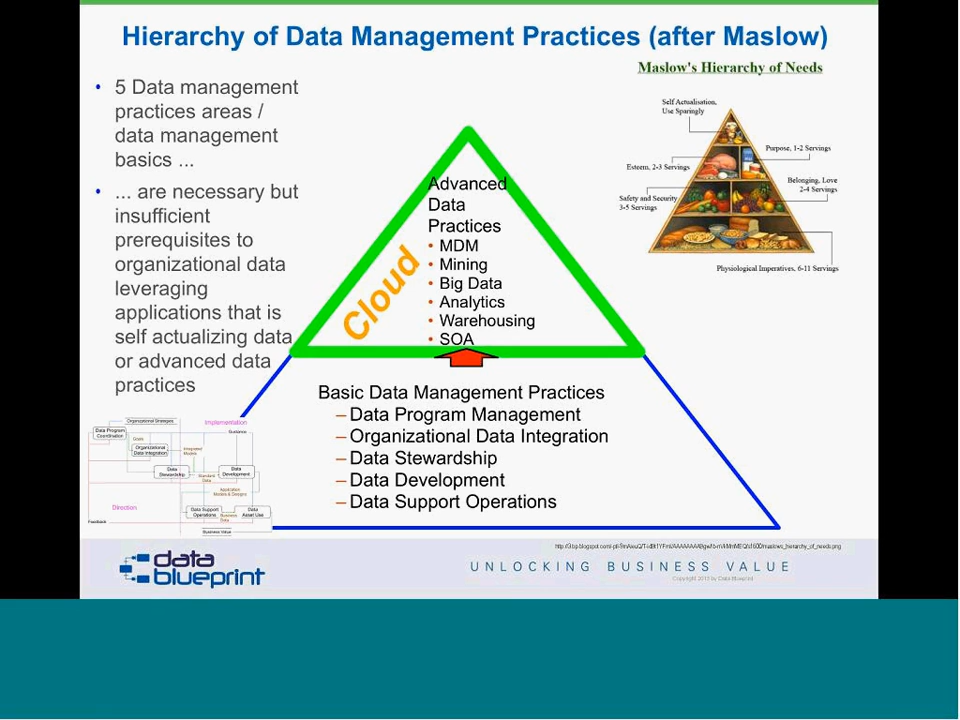 Hierarchy of Data Management Practices (after Maslow)
• 5 Data management
practices areas /
data management
basics ...
• ... are necessary but
insufficient
prerequisites to
organizational data
leveraging
applications that is
self actualizing data
or advanced data
practices
Maslow's Hierarchy of Needs
Self Actualisation,
Use Sparingly
Purpose, 1-2 Servings
Esteem, 2-3 Servings
Belonging, Love
2-4 Servings
Safety and Security
3-5 Servings
Physiological Imperatives, 6-11 Servings
Cloud
Advanced
Data
Practices
• MDM
• Mining
• Big Data
• Analytics
• Warehousing
• SOA
Basic Data Management Practices
– Data Program Management
– Organizational Data Integration
– Data Stewardship
– Data Development
– Data Support Operations
Organizational Strategies
Implementation
Guidance
Data Program
Coordination
Goals
Organizational
Data Integration
Integrated
Models
Data
Stewardship
Standard
Data
Data
Development
Application
Models & Designs
Direction
Data Support
Operations
Business
Data
Data
Asset Use
Feedback
Business Value
data
blueprint
UNLOCKING BUSINESS VALUE
Copyright 2013 by Data Blueprint